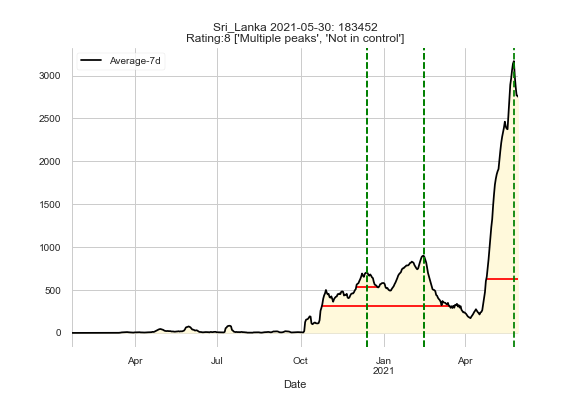 Sri_Lanka 2021-05-30: 183452
Rating:8 ['Multiple peaks', 'Not in control']
Average-7d
3000
2500
2000
1500
1000
500
0
Apr Jul Oct Jan Apr
2021
Date